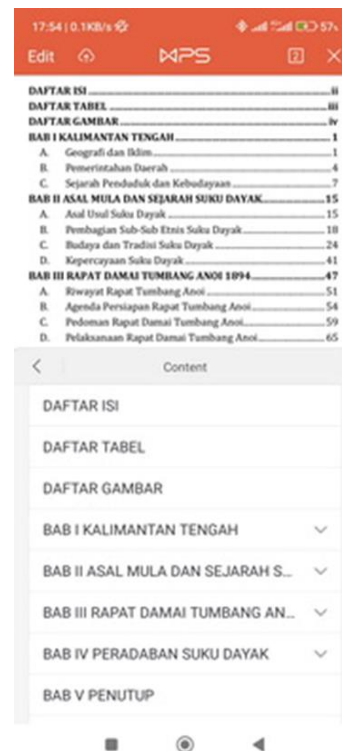 17:54 | 0.1KB/s
57%
Edit
WPS
2
DAFTAR ISI ii
DAFTAR TABEL iii
DAFTAR GAMBAR iv
BAB I KALIMANTAN TENGAH 1
A. Geografi dan Iklim 1
B. Pemerintahan Daerah 4
C. Sejarah Penduduk dan Kebudayaan 7
BAB II ASAL MULA DAN SEJARAH SUKU DAYAK 15
A. Asal Usul Suku Dayak 15
B. Pembagian Sub-Sub Etnis Suku Dayak 18
C. Budaya dan Tradisi Suku Dayak 24
D. Kepercayaan Suku Dayak 41
BAB III RAPAT DAMAI TUMBANG ANOI 1894 47
A. Riwayat Rapat Tumbang Anoi 51
B. Agenda Persiapan Rapat Tumbang Anoi 54
C. Pedoman Rapat Damai Tumbang Anoi 59
D. Pelaksanaan Rapat Damai Tumbang Anoi 65
Content
DAFTAR ISI
DAFTAR TABEL
DAFTAR GAMBAR
BAB I KALIMANTAN TENGAH
BAB II ASAL MULA DAN SEJARAH S...
BAB III RAPAT DAMAI TUMBANG AN...
BAB IV PERADABAN SUKU DAYAK
BAB V PENUTUP